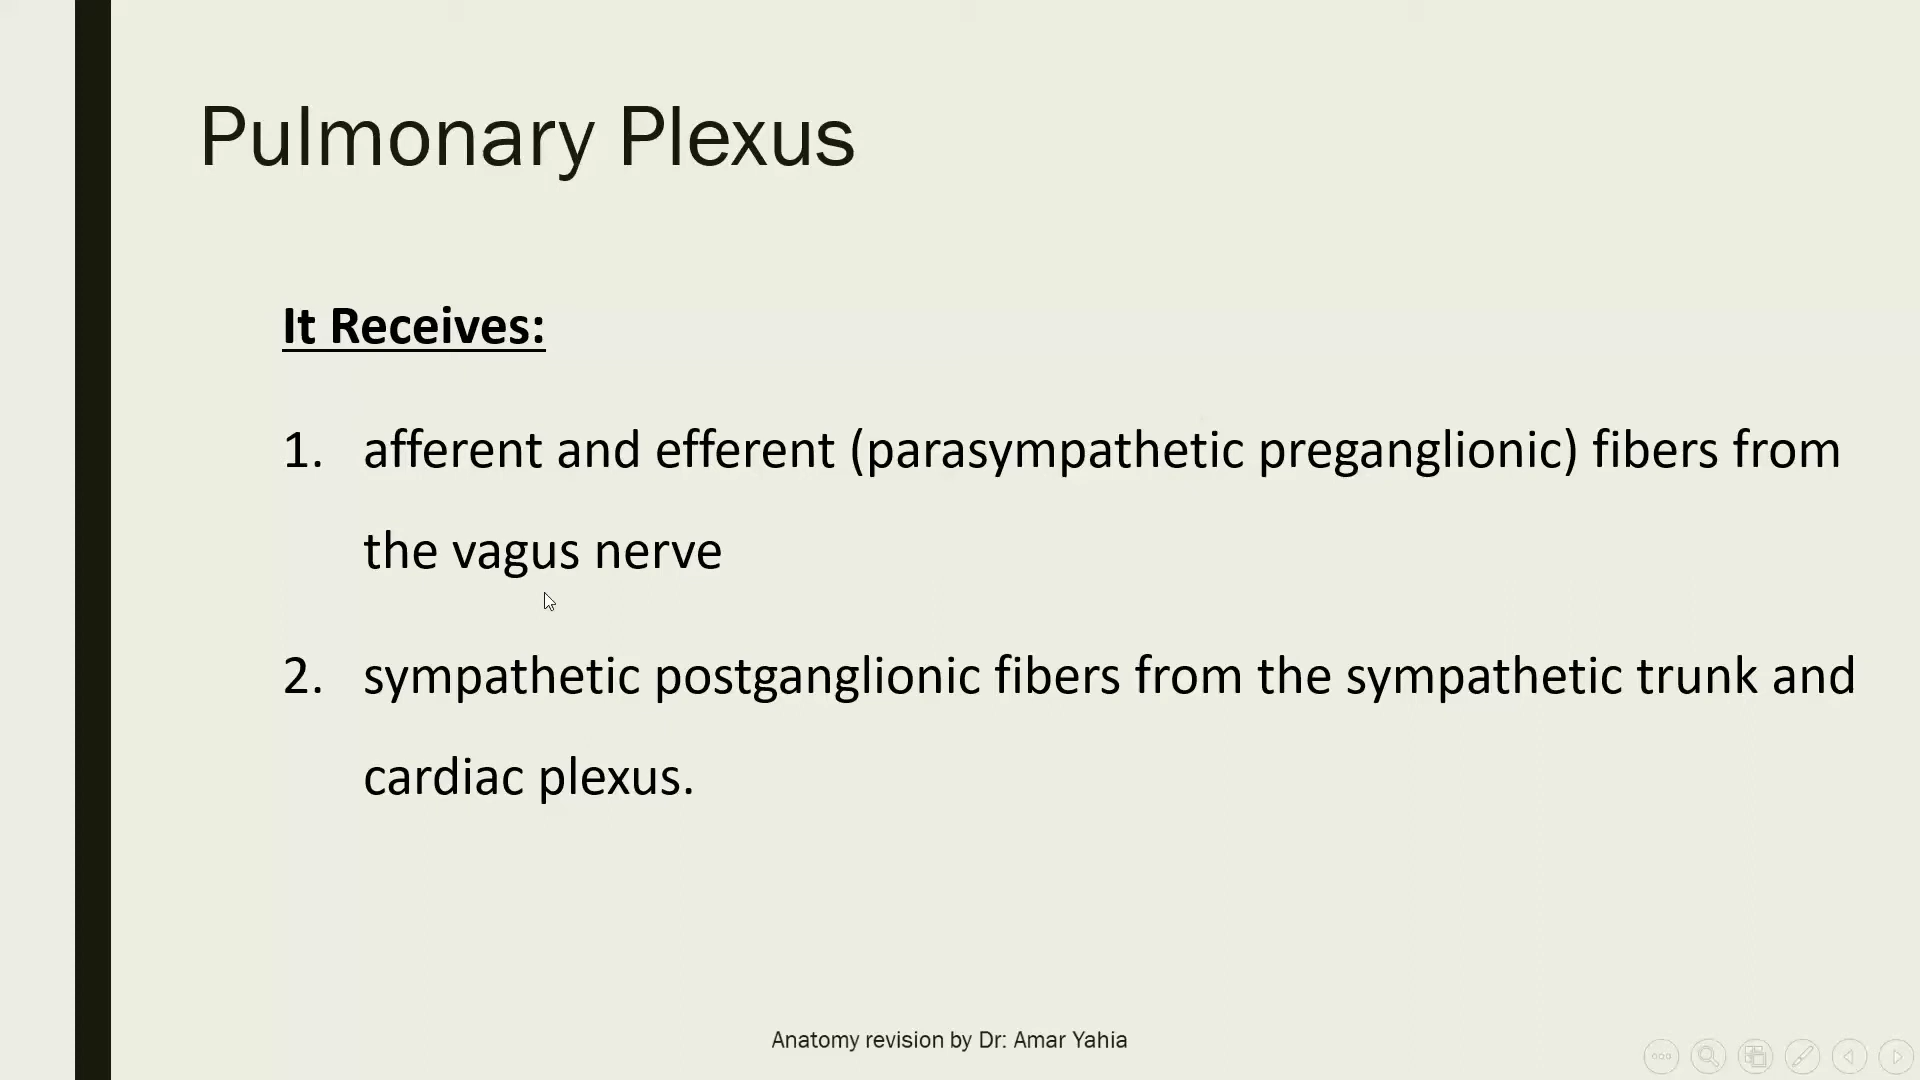 Pulmonary Plexus
It Receives:
1. afferent and efferent (parasympathetic preganglionic) fibers from
the vagus nerve
2. sympathetic postganglionic fibers from the sympathetic trunk and
cardiac plexus.
Anatomy revision by Dr: Amar Yahia